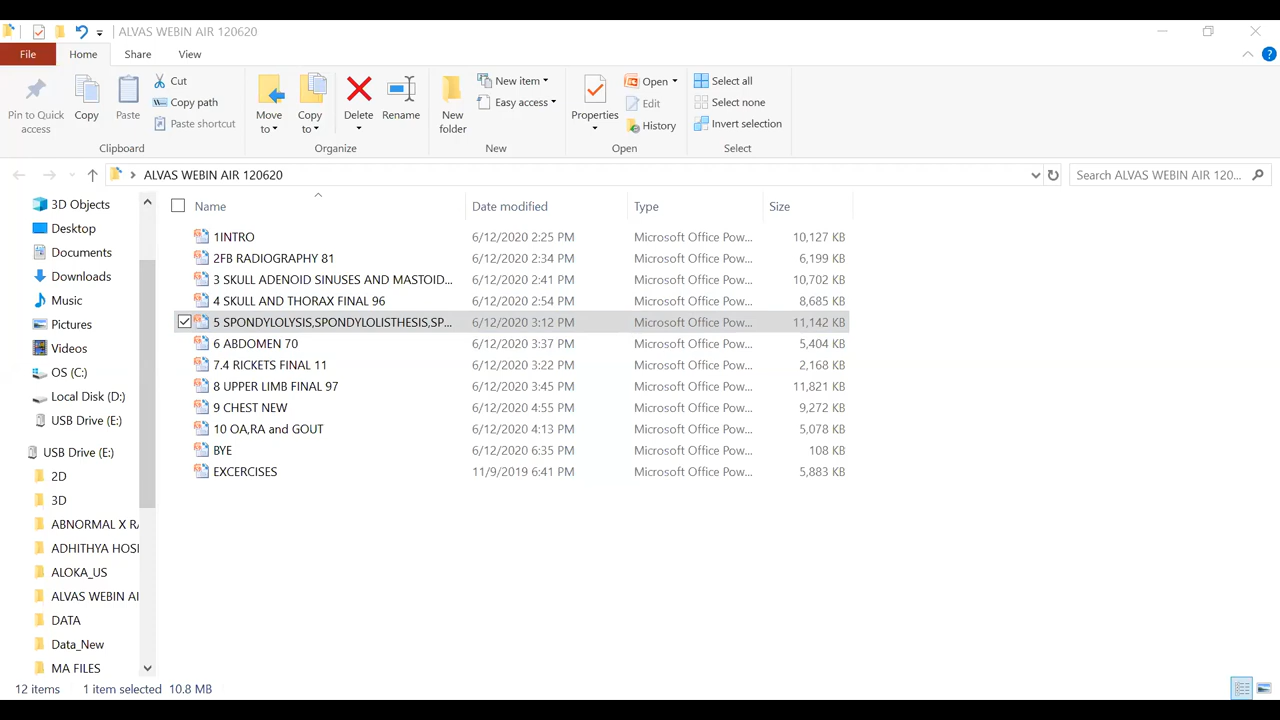 ALVAS WEBIN AIR 120620
File Home Share View
Pin to Quick access
Copy
Paste
Cut
Copy path
Paste shortcut
Clipboard
Move to
Copy to
Delete
Rename
Organize
New folder
New item
Easy access
New
Properties
Open
Edit
History
Open
Select all
Select none
Invert selection
Select
ALVAS WEBIN AIR 120620
Search ALVAS WEBIN AIR 120...
3D Objects
Desktop
Documents
Downloads
Music
Pictures
Videos
OS (C:)
Local Disk (D:)
USB Drive (E:)
USB Drive (E:)
2D
3D
ABNORMAL X RA
ADHITHYA HOSI
ALOKA_US
ALVAS WEBIN AI
DATA
Data_New
MA FILES
Name Date modified Type Size
1INTRO 6/12/2020 2:25 PM Microsoft Office Pow... 10,127 KB
2FB RADIOGRAPHY 81 6/12/2020 2:34 PM Microsoft Office Pow... 6,199 KB
3 SKULL ADENOID SINUSES AND MASTOID... 6/12/2020 2:41 PM Microsoft Office Pow... 10,702 KB
4 SKULL AND THORAX FINAL 96 6/12/2020 2:54 PM Microsoft Office Pow... 8,685 KB
5 SPONDYLOLYSIS,SPONDYLOLISTHESIS,SP... 6/12/2020 3:12 PM Microsoft Office Pow... 11,142 KB
6 ABDOMEN 70 6/12/2020 3:37 PM Microsoft Office Pow... 5,404 KB
7.4 RICKETS FINAL 11 6/12/2020 3:22 PM Microsoft Office Pow... 2,168 KB
8 UPPER LIMB FINAL 97 6/12/2020 3:45 PM Microsoft Office Pow... 11,821 KB
9 CHEST NEW 6/12/2020 4:55 PM Microsoft Office Pow... 9,272 KB
10 OA,RA and GOUT 6/12/2020 4:13 PM Microsoft Office Pow... 5,078 KB
BYE 6/12/2020 6:35 PM Microsoft Office Pow... 108 KB
EXCERCISES 11/9/2019 6:41 PM Microsoft Office Pow... 5,883 KB
12 items 1 item selected 10.8 MB